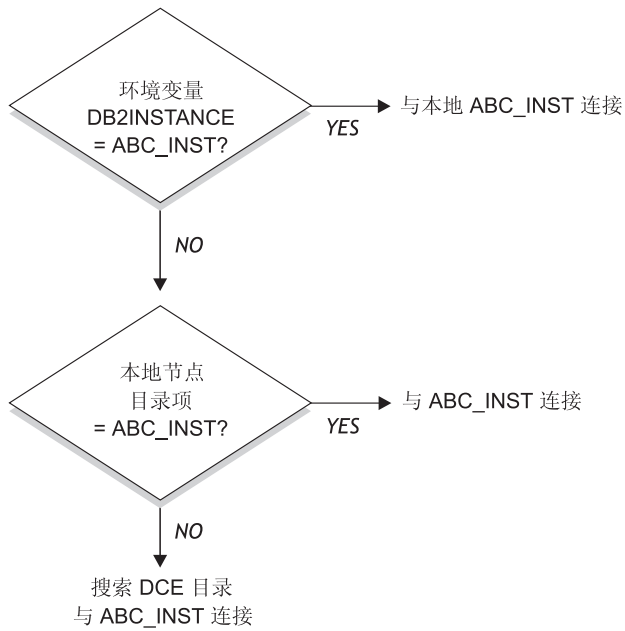 环境变量
DB2INSTANCE
= ABC_INST?
YES
与本地 ABC_INST 连接
NO
本地节点
目录项
= ABC_INST?
YES
与 ABC_INST 连接
NO
搜索 DCE 目录
与 ABC_INST 连接